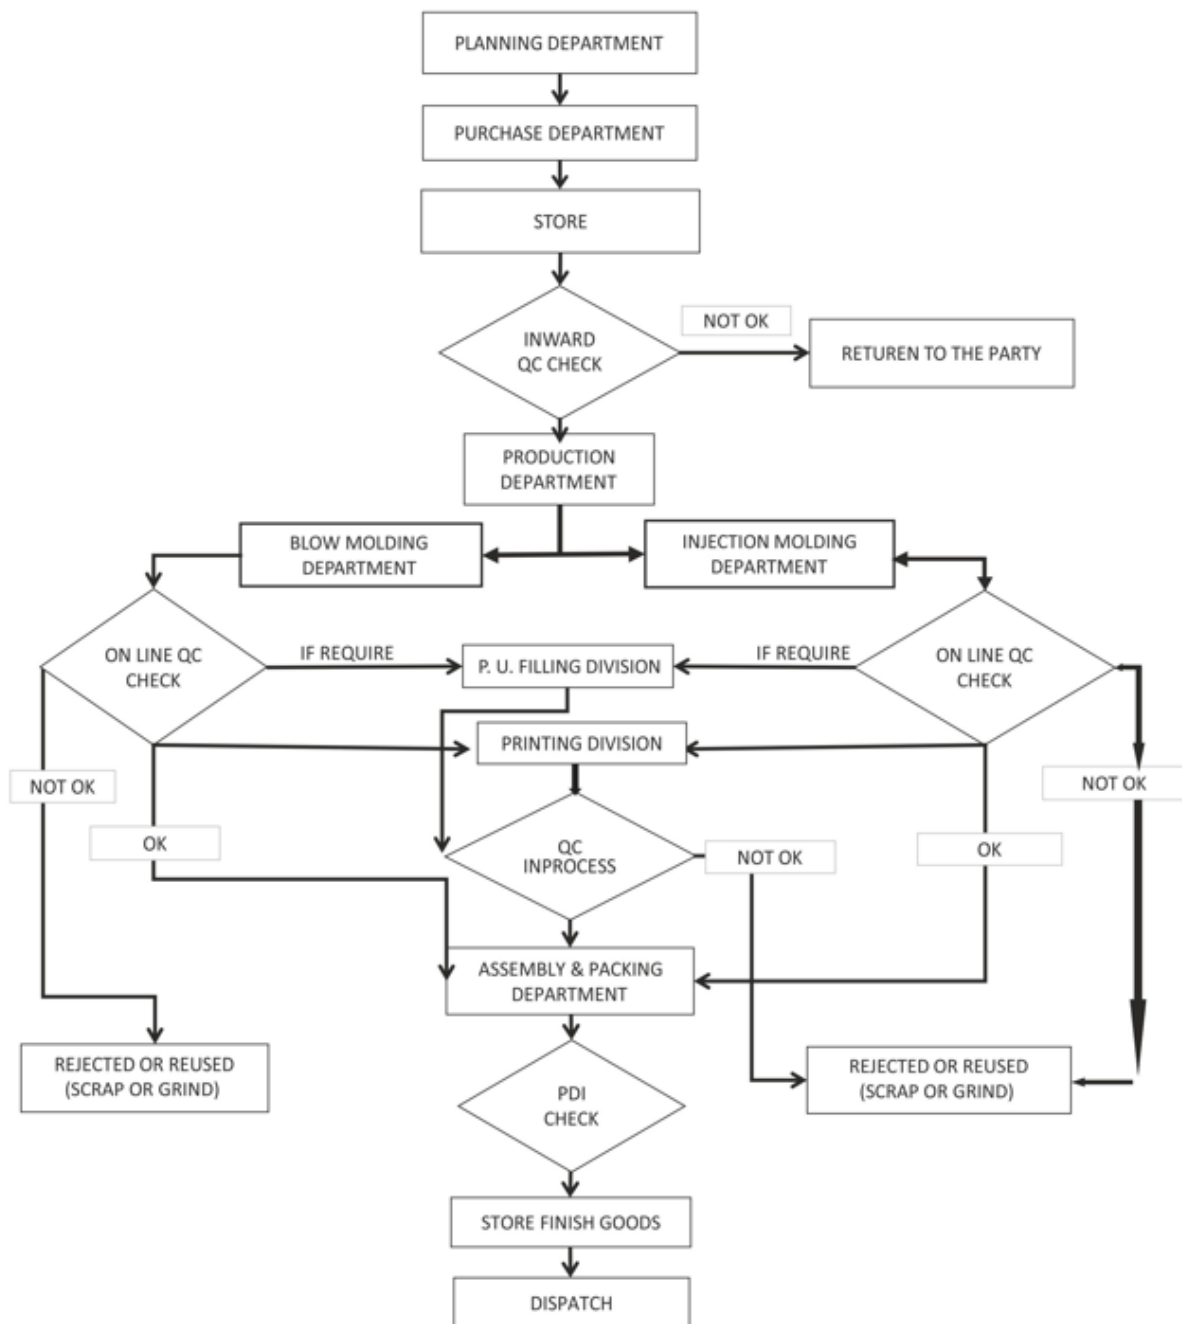 PLANNING DEPARTMENT
PURCHASE DEPARTMENT
STORE
INWARD
QC CHECK
NOT OK
RETUREN TO THE PARTY
PRODUCTION
DEPARTMENT
BLOW MOLDING
DEPARTMENT
INJECTION MOLDING
DEPARTMENT
ON LINE QC
CHECK
IF REQUIRE
P. U. FILLING DIVISION
IF REQUIRE
ON LINE QC
CHECK
PRINTING DIVISION
NOT OK
NOT OK
OK
QC
INPROCESS
NOT OK
OK
ASSEMBLY & PACKING
DEPARTMENT
REJECTED OR REUSED
(SCRAP OR GRIND)
PDI
CHECK
REJECTED OR REUSED
(SCRAP OR GRIND)
STORE FINISH GOODS
DISPATCH